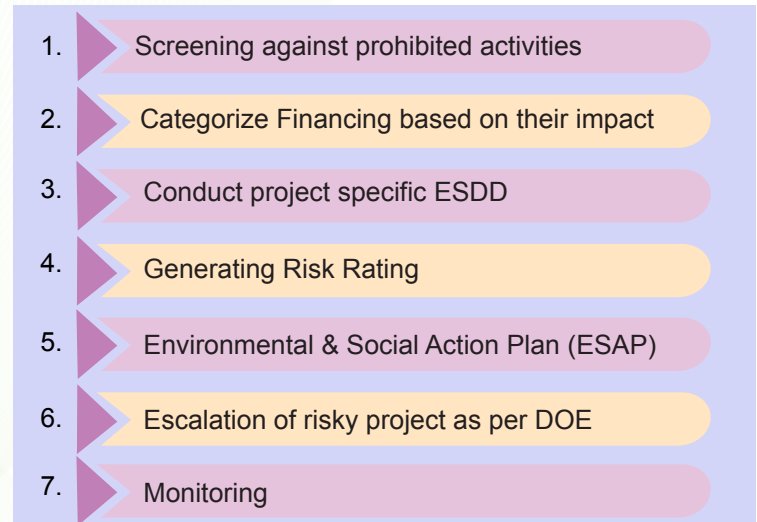 1. Screening against prohibited activities
2. Categorize Financing based on their impact
3. Conduct project specific ESDD
4. Generating Risk Rating
5. Environmental & Social Action Plan (ESAP)
6. Escalation of risky project as per DOE
7. Monitoring